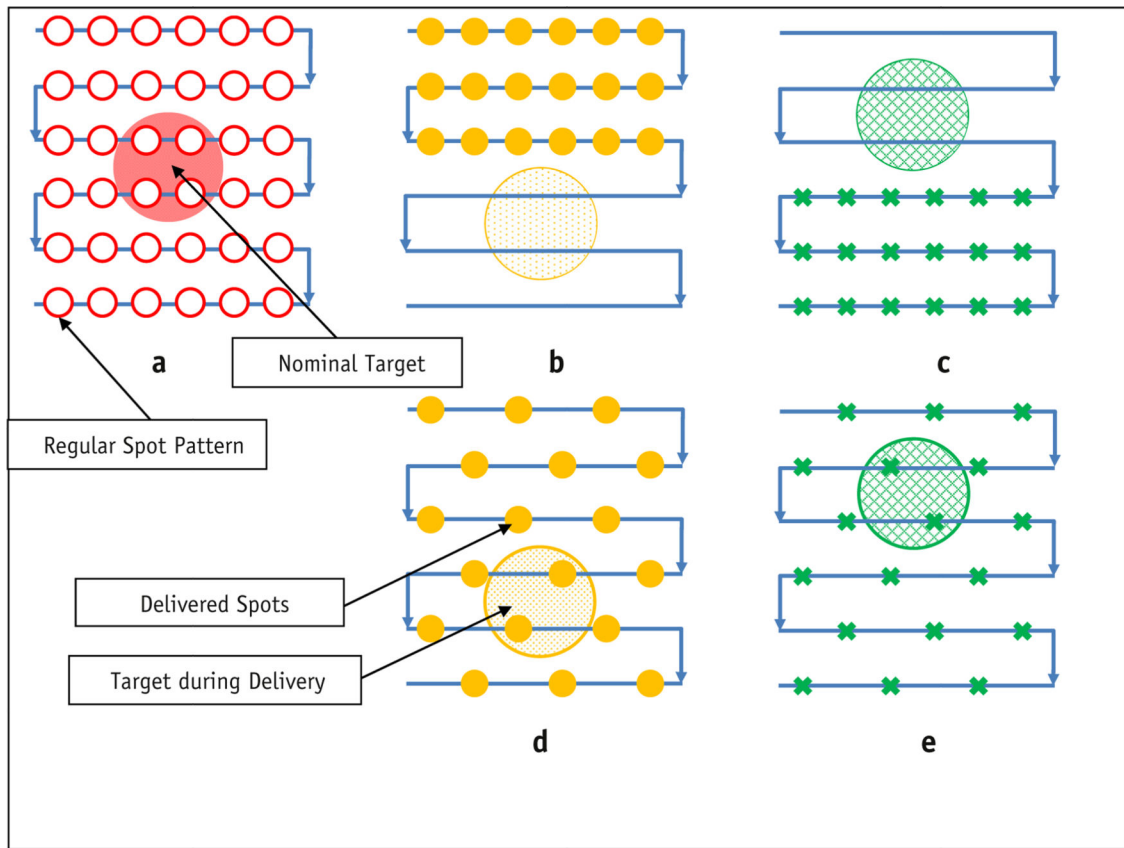 a
b
c
Nominal Target
Regular Spot Pattern
Delivered Spots
Target during Delivery
d
e